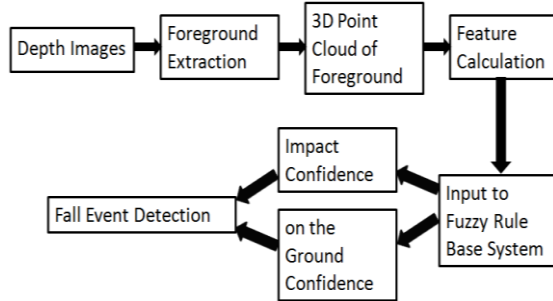 Depth Images
Foreground
Extraction
3D Point
Cloud of
Foreground
Feature
Calculation
Input to
Fuzzy Rule
Base System
Impact
Confidence
on the
Ground
Confidence
Fall Event Detection